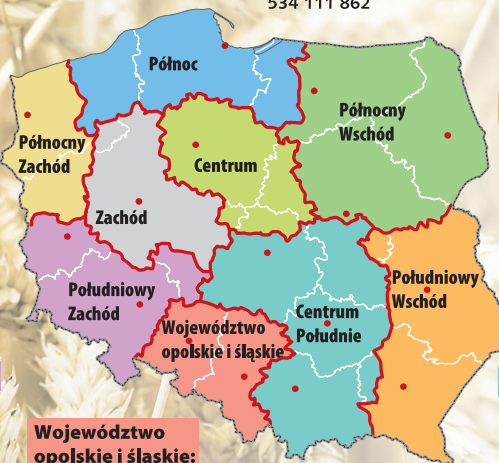 534 111 862
Północ
Północny
Wschód
Północny
Zachód
Centrum
Zachód
Południowy
Zachód
Południowy
Wschód
Centrum
Południe
Województwo
opolskie i śląskie
Województwo
opolskie i śląskie: